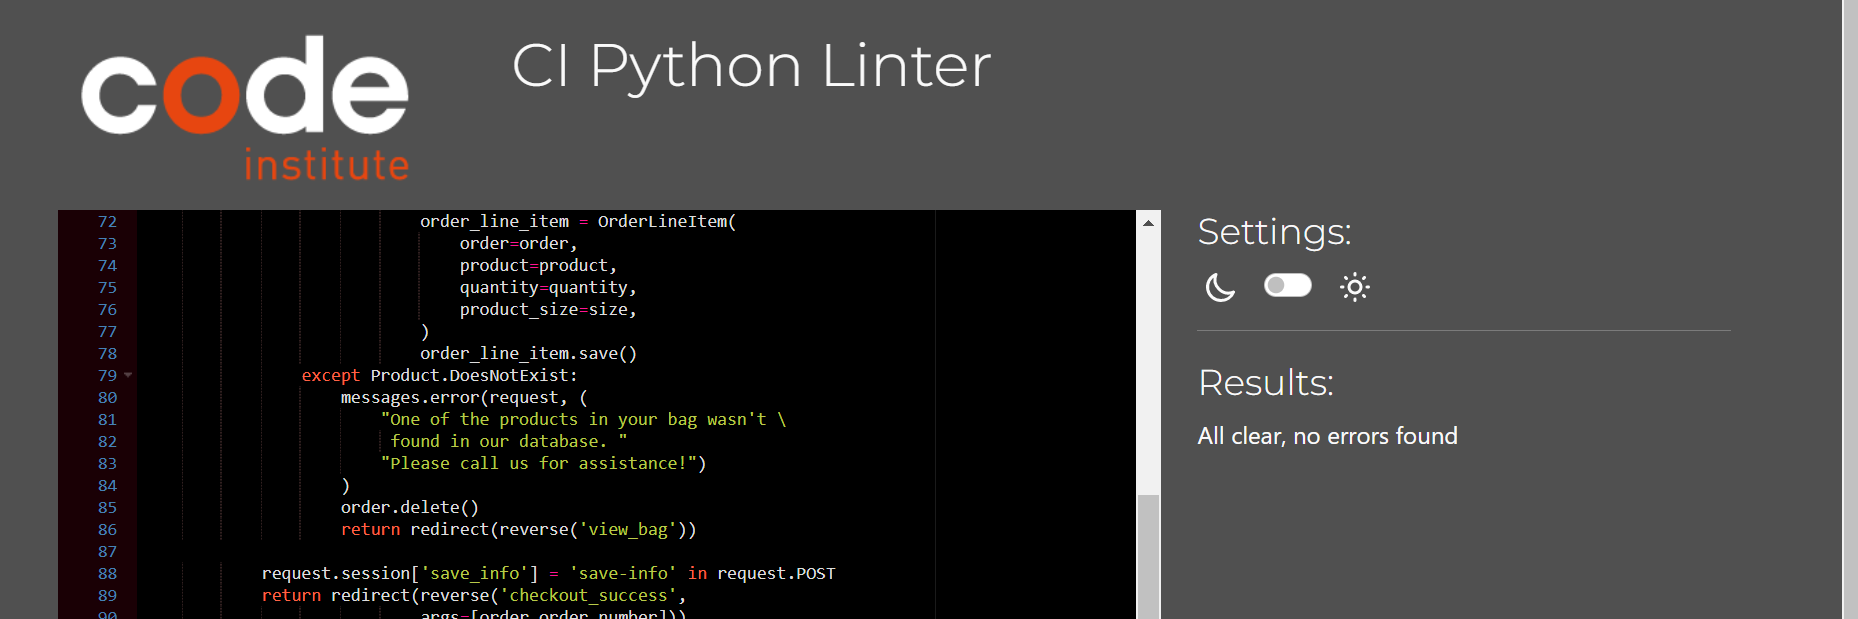 code
institute
CI Python Linter
72 order_line_item = OrderLineItem(
73 order=order,
74 product=product,
75 quantity=quantity,
76 product_size=size,
77 )
78 order_line_item.save()
79 except Product.DoesNotExist:
80 messages.error(request, (
81 "One of the products in your bag wasn't \
82 found in our database. "
83 "Please call us for assistance!")
84 )
85 order.delete()
86 return redirect(reverse('view_bag'))
87
88 request.session['save_info'] = 'save-info' in request.POST
89 return redirect(reverse('checkout_success',
90 args=[order.order_number]))
Settings:
Results:
All clear, no errors found